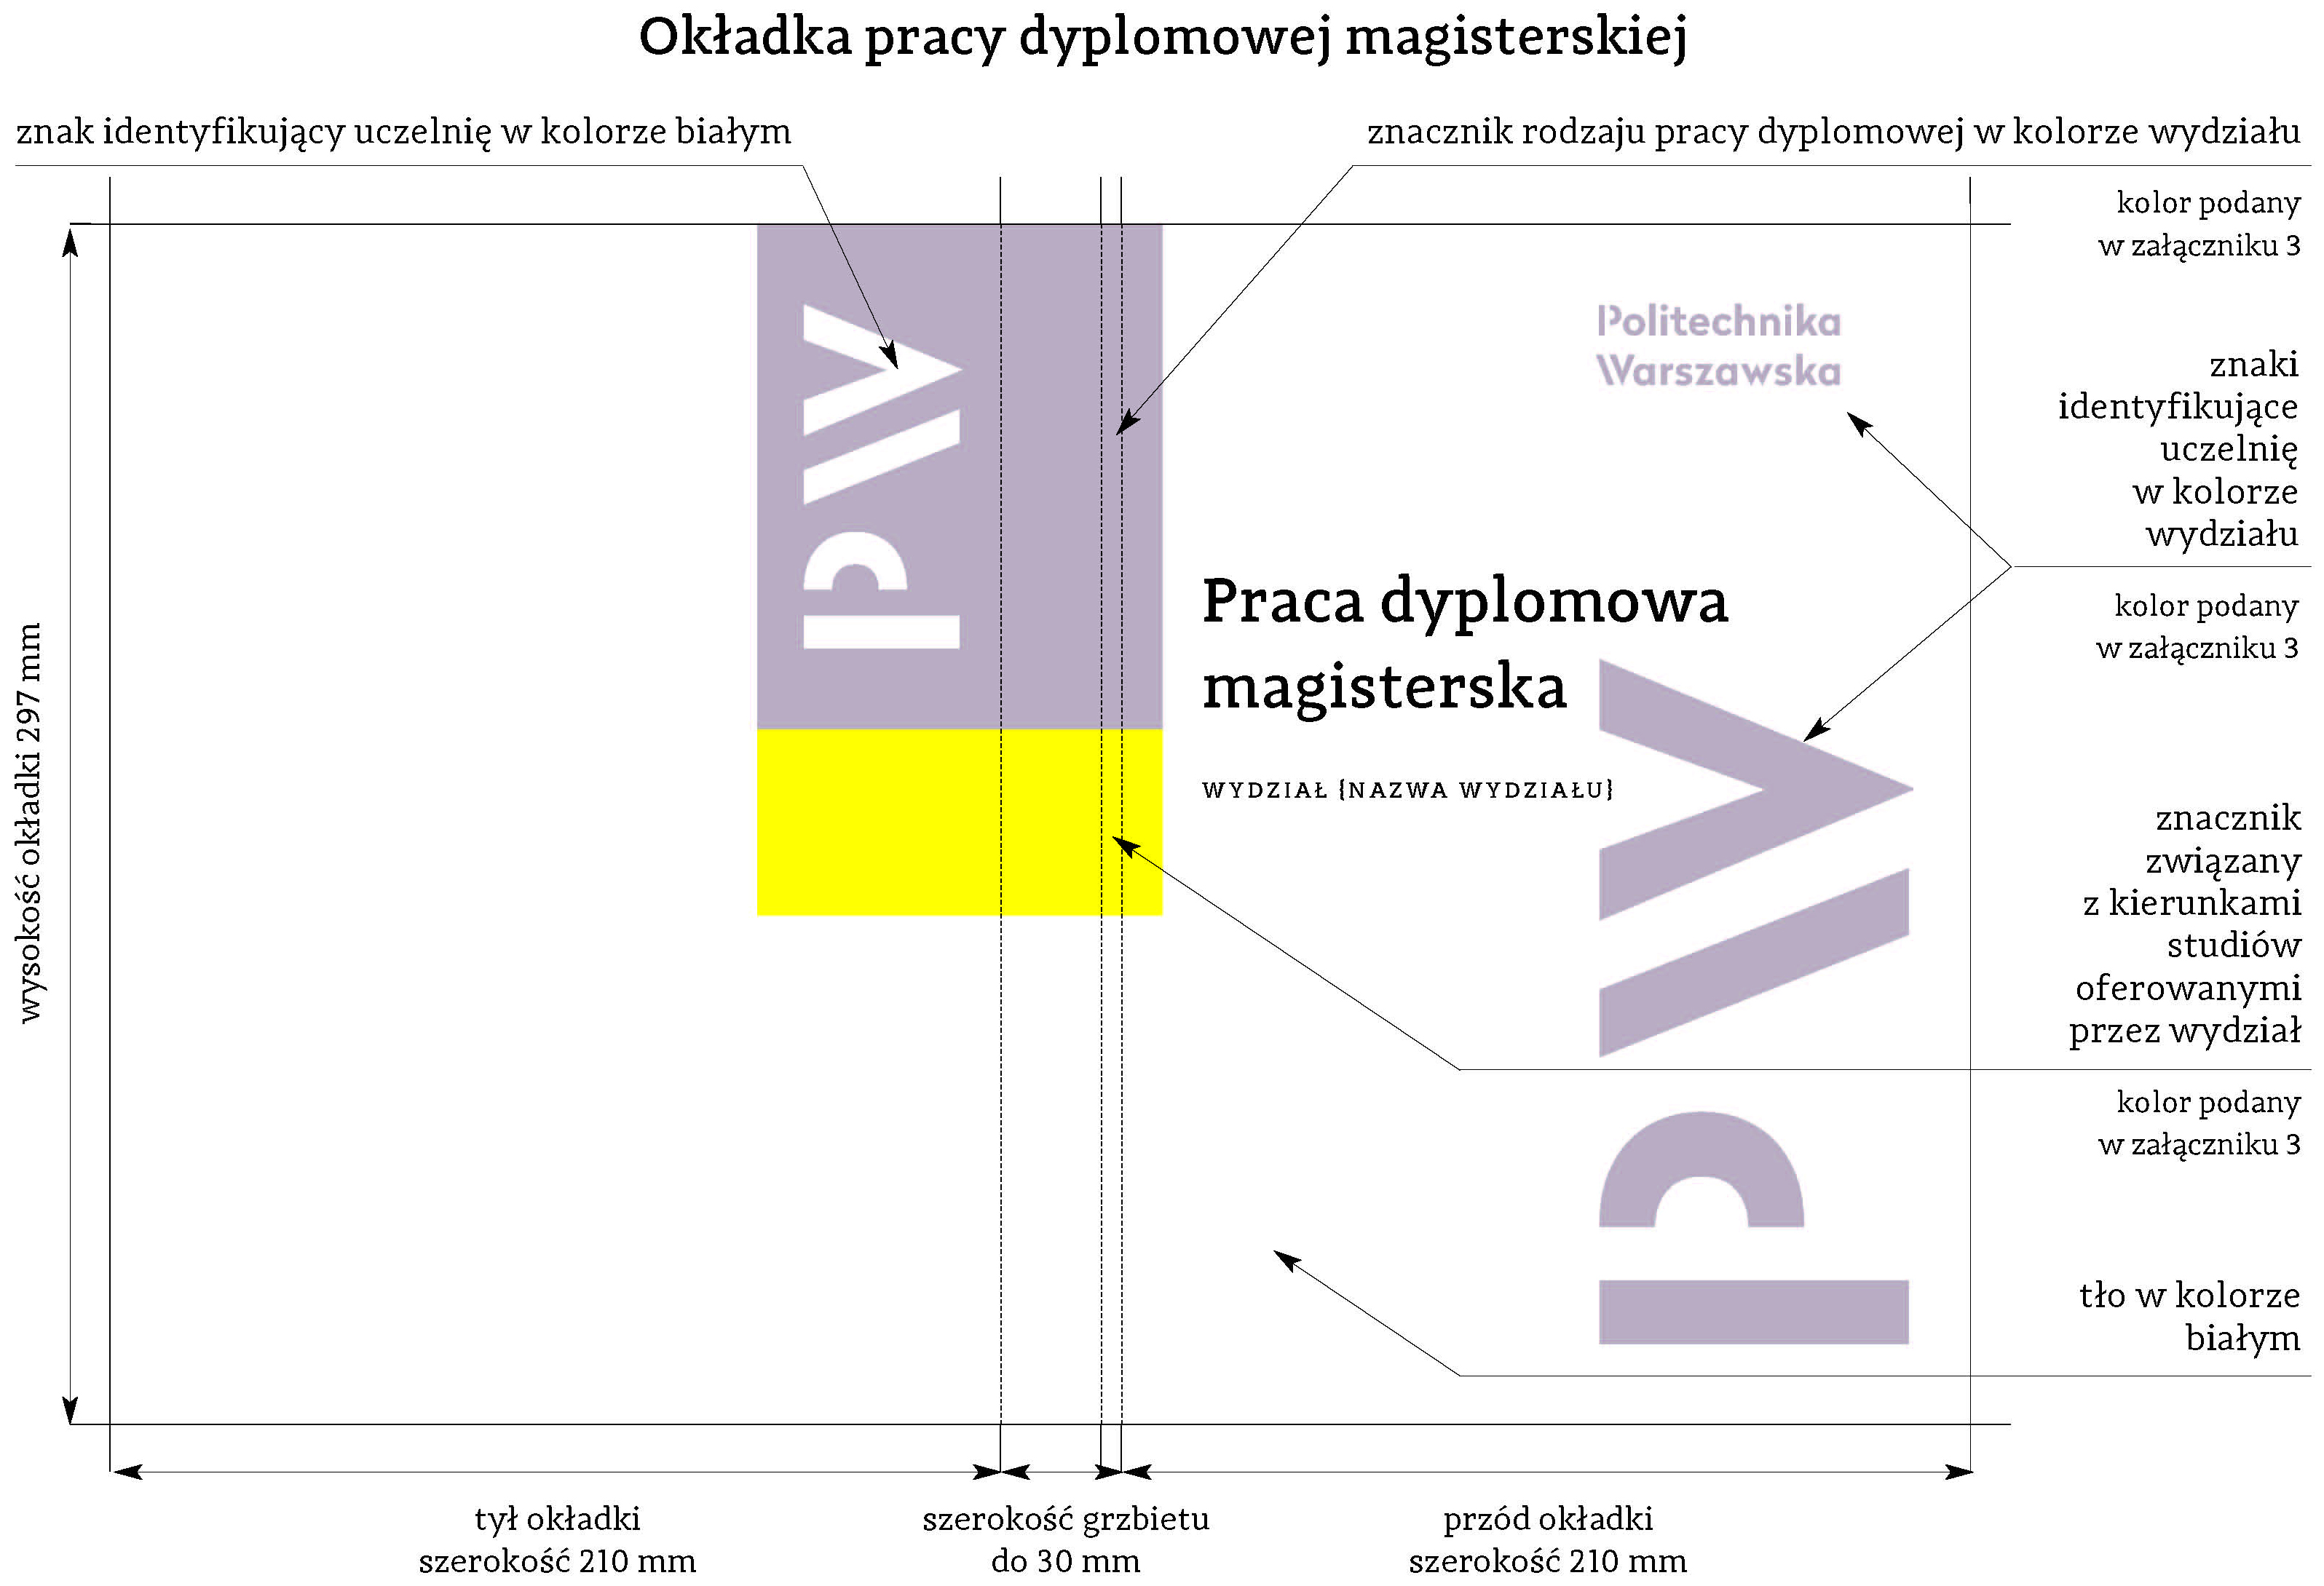 Okładka pracy dyplomowej magisterskiej
znak identyfikujący uczelnię w kolorze białym
znacznik rodzaju pracy dyplomowej w kolorze wydziału
kolor podany
w załączniku 3
Politechnika
Warszawska
znaki
identyfikujące
uczelnię
w kolorze
wydziału
kolor podany
w załączniku 3
PW
Praca dyplomowa
magisterska
WYDZIAŁ {NAZWA WYDZIAŁU}
PW
znacznik
związany
z kierunkami
studiów
oferowanymi
przez wydział
kolor podany
w załączniku 3
tło w kolorze
białym
wysokość okładki 297 mm
tył okładki
szerokość 210 mm
szerokość grzbietu
do 30 mm
przód okładki
szerokość 210 mm